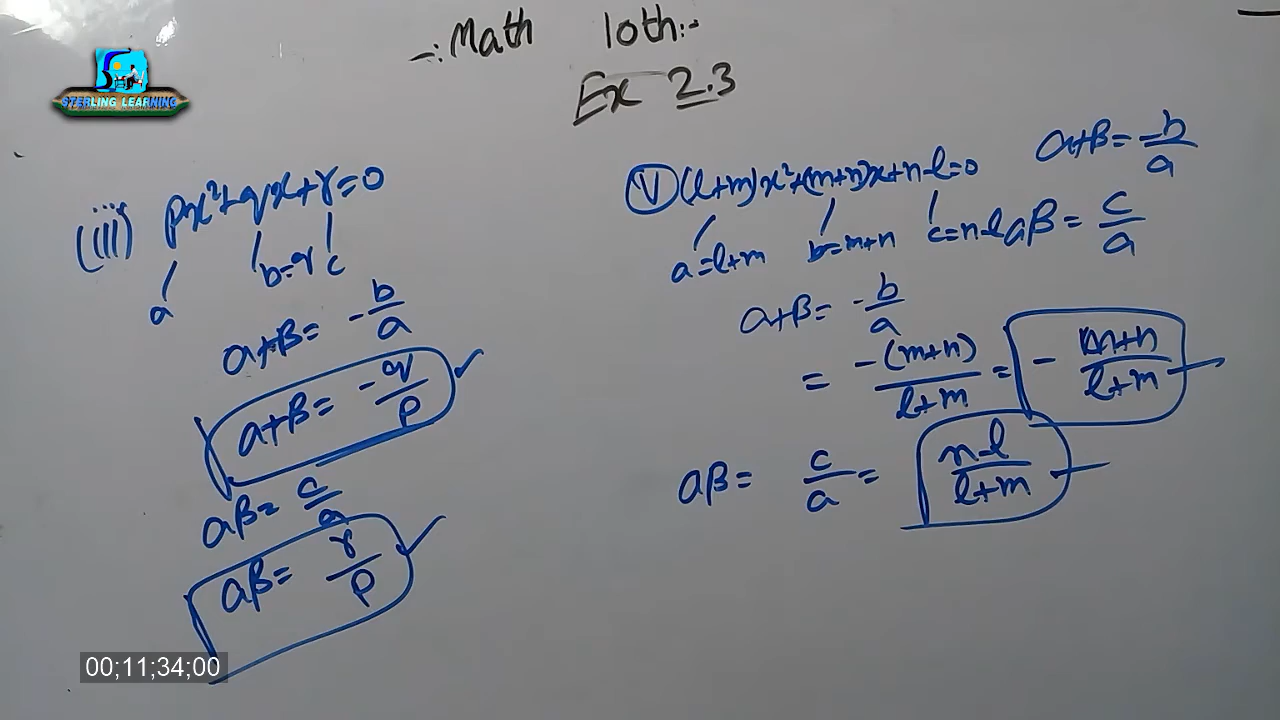 -: Math 10th:-
Ex 2.3
STERLING LEARNING
(iii) px²+qx+r=0
a b=q c
α+β= -b/a
α+β= -q/p
αβ= c/a
αβ= r/p
α+β= -b/a
αβ= c/a
(V) (l+m)x²+(m+n)x+n-l=0
a=l+m b=m+n c=n-l
α+β= -b/a
= -(m+n)/l+m = - m+n/l+m
αβ= c/a = n-l/l+m
00;11;34;00